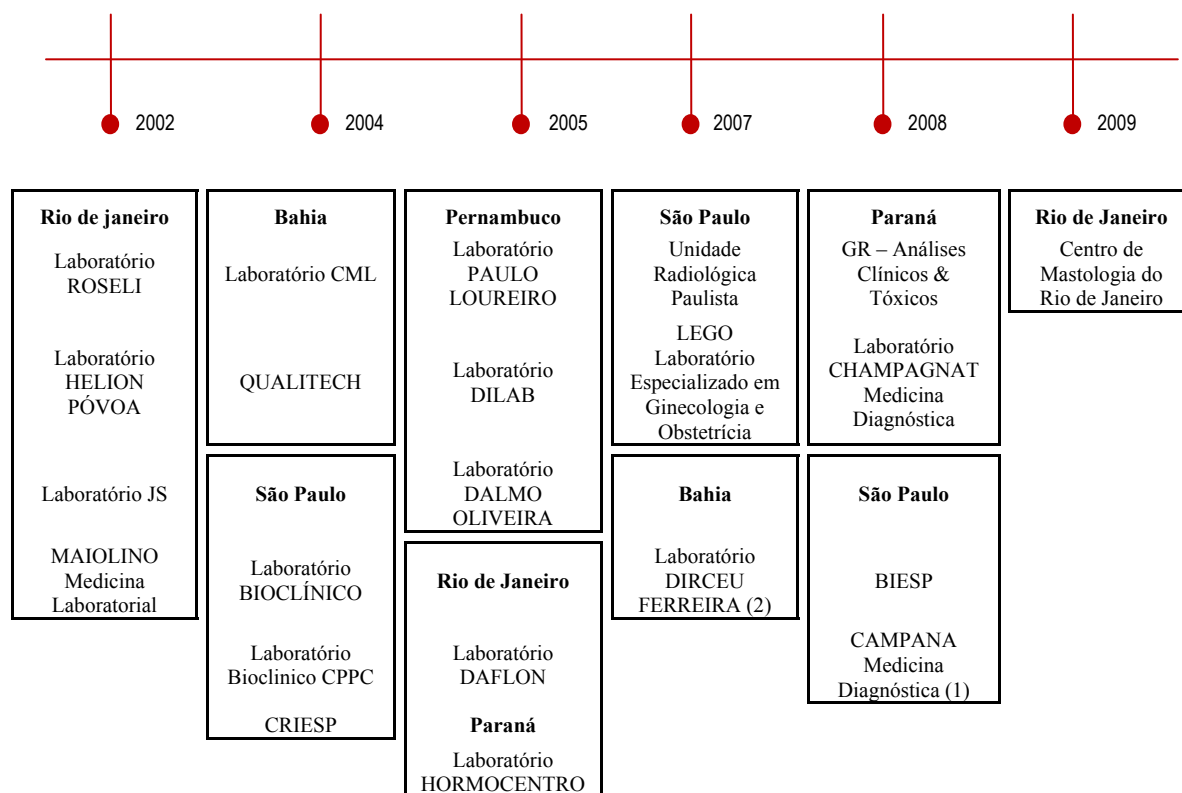 2002
2004
2005
2007
2008
2009
Rio de janeiro
Laboratório
ROSELI
Laboratório
HELION
PÓVOA
Laboratório JS
MAIOLINO
Medicina
Laboratorial
Bahia
Laboratório CML
QUALITECH
São Paulo
Laboratório
BIOCLÍNICO
Laboratório
Bioclinico CPPC
CRIESP
Pernambuco
Laboratório
PAULO
LOUREIRO
Laboratório
DILAB
Laboratório
DALMO
OLIVEIRA
Rio de Janeiro
Laboratório
DAFLON
Paraná
Laboratório
HORMOCENTRO
São Paulo
Unidade
Radiológica
Paulista
LEGO
Laboratório
Especializado em
Ginecologia e
Obstetrícia
Bahia
Laboratório
DIRCEU
FERREIRA (2)
Paraná
GR – Análises
Clínicos &
Tóxicos
Laboratório
CHAMPAGNAT
Medicina
Diagnóstica
São Paulo
BIESP
CAMPANA
Medicina
Diagnóstica (1)
Rio de Janeiro
Centro de
Mastologia do
Rio de Janeiro